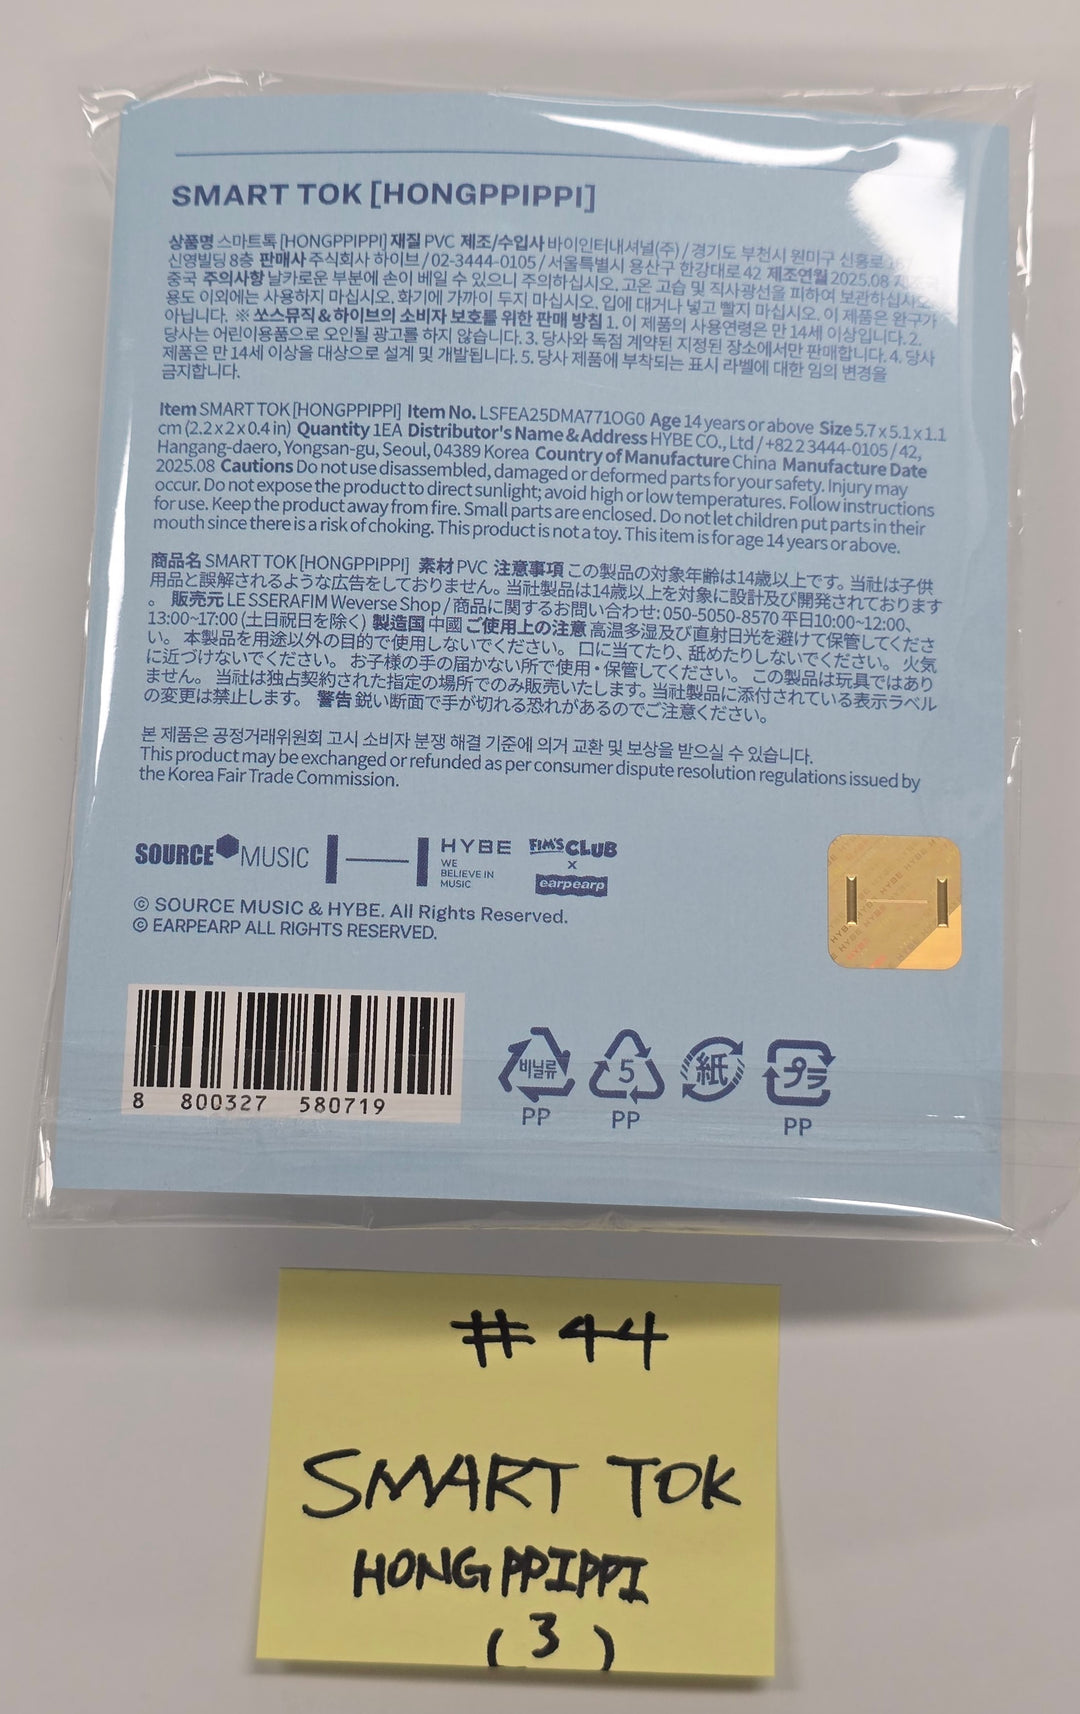 SMART TOK [HONGPPIPPI]
상품명 스마트톡 [HONGPPIPPI] 재질 PVC 제조/수입사 바이인터내셔널(주) / 경기도 부천시 원미구 신흥로
신영빌딩 8층 판매사 주식회사 하이브 / 02-3444-0105 / 서울특별시 용산구 한강대로 42 제조연월 2025.08
중국 주의사항 날카로운 부분에 손이 베일 수 있으니 주의하십시오. 고온 고습 및 직사광선을 피하여 보관하십시오.
용도 이외에는 사용하지 마십시오. 화기에 가까이 두지 마십시오. 입에 대거나 넣고 빨지 마십시오. 이 제품은 완구가
아닙니다. ※ 쏘스뮤직 & 하이브의 소비자 보호를 위한 판매 방침 1. 이 제품의 사용연령은 만 14세 이상입니다. 2.
당사는 어린이용품으로 오인될 광고를 하지 않습니다. 3. 당사와 독점 계약된 지정된 장소에서만 판매합니다. 4. 당사
제품은 만 14세 이상을 대상으로 설계 및 개발됩니다. 5. 당사 제품에 부착되는 표시 라벨에 대한 임의 변경을
금지합니다.
Item SMART TOK [HONGPPIPPI] Item No. LSFEA25DMA771OG0 Age 14 years or above Size 5.7 x 5.1 x 1.1
cm (2.2 x 2 x 0.4 in) Quantity 1EA Distributor's Name & Address HYBE CO., Ltd / +82 2 3444-0105 / 42,
Hangang-daero, Yongsan-gu, Seoul, 04389 Korea Country of Manufacture China Manufacture Date
2025.08 Cautions Do not use disassembled, damaged or deformed parts for your safety. Injury may
occur. Do not expose the product to direct sunlight; avoid high or low temperatures. Follow instructions
for use. Keep the product away from fire. Small parts are enclosed. Do not let children put parts in their
mouth since there is a risk of choking. This product is not a toy. This item is for age 14 years or above.
商品名 SMART TOK [HONGPPIPPI] 素材 PVC 注意事項 この製品の対象年齢は14歳以上です。当社は子供
用品と誤解されるような広告をしておりません。当社製品は14歳以上を対象に設計及び開発されております
。 販売元 LE SSERAFIM Weverse Shop / 商品に関するお問い合わせ: 050-5050-8570 平日10:00~12:00、
13:00~17:00 (土日祝日を除く) 製造国 中國 ご使用上の注意 高温多湿及び直射日光を避けて保管してくださ
い。 本製品を用途以外の目的で使用しないでください。 口に当てたり、舐めたりしないでください。 火気
に近づけないでください。 お子様の手の届かない所で使用・保管してください。 この製品は玩具ではあり
ません。 当社は独占契約された指定の場所でのみ販売いたします。当社製品に添付されている表示ラベル
の変更は禁止します。 警告 鋭い断面で手が切れる恐れがあるのでご注意ください。
본 제품은 공정거래위원회 고시 소비자 분쟁 해결 기준에 의거 교환 및 보상을 받으실 수 있습니다.
This product may be exchanged or refunded as per consumer dispute resolution regulations issued by
the Korea Fair Trade Commission.
SOURCE MUSIC
HYBE
WE
BELIEVE IN
MUSIC
FIM'S CLUB
x
earpearp
© SOURCE MUSIC & HYBE. All Rights Reserved.
© EARPEARP ALL RIGHTS RESERVED.
HYBE HYBE HYBE
8 800327 580719
비닐류
PP
5
PP
紙
プラ
PP
#44
SMART TOK
HONGPPIPPI
(3)